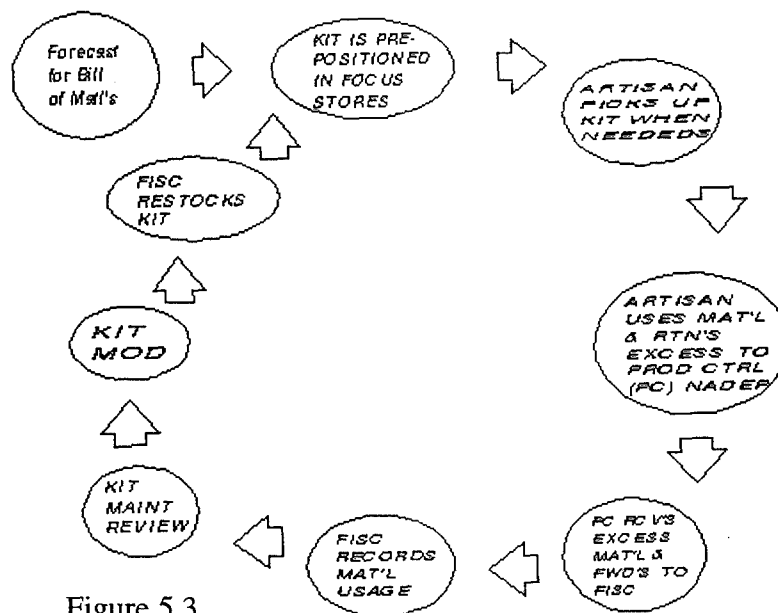 Forecast
for Bill
of Matl's
KIT IS PRE-
POSITIONED
IN FOCUS
STORES
ARTISAN
PICKS UP
KIT WHEN
NEEDEDS
ARTISAN
USES MAT'L
& RTN'S
EXCESS TO
PROD CTRL
(PC) NADEP
PC RCV'S
EXCESS
MAT'L &
FWD'S TO
FISC
FISC
RECORDS
MAT'L
USAGE
KIT
MAINT
REVIEW
KIT
MOD
FISC
RESTOCKS
KIT
Figure 5.3